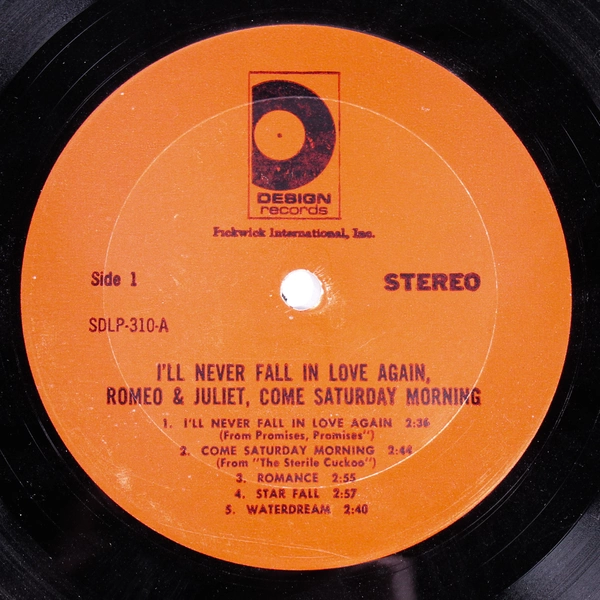 DESIGN
records
Pickwick International, Inc.
Side 1
STEREO
SDLP-310-A
I'LL NEVER FALL IN LOVE AGAIN,
ROMEO & JULIET, COME SATURDAY MORNING
1. I'LL NEVER FALL IN LOVE AGAIN 2:36
(From Promises, Promises")
2. COME SATURDAY MORNING 2:44
(From "The Sterile Cuckoo")
3. ROMANCE 2:55
4. STAR FALL 2:57
5. WATERDREAM 2:40